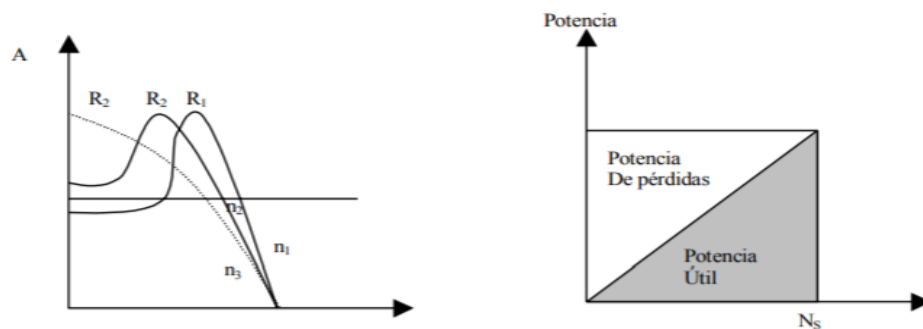 A
R₂
R₂
R₁
n₂
n₁
n₃
Potencia
Potencia
De pérdidas
Potencia
Útil
Nₛ